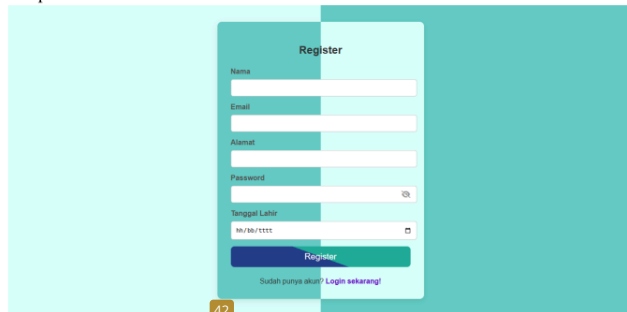 Register
Nama
Email
Alamat
Password
Tanggal Lahir
hh/bb/tttt
Register
Sudah punya akun? Login sekarang!
42